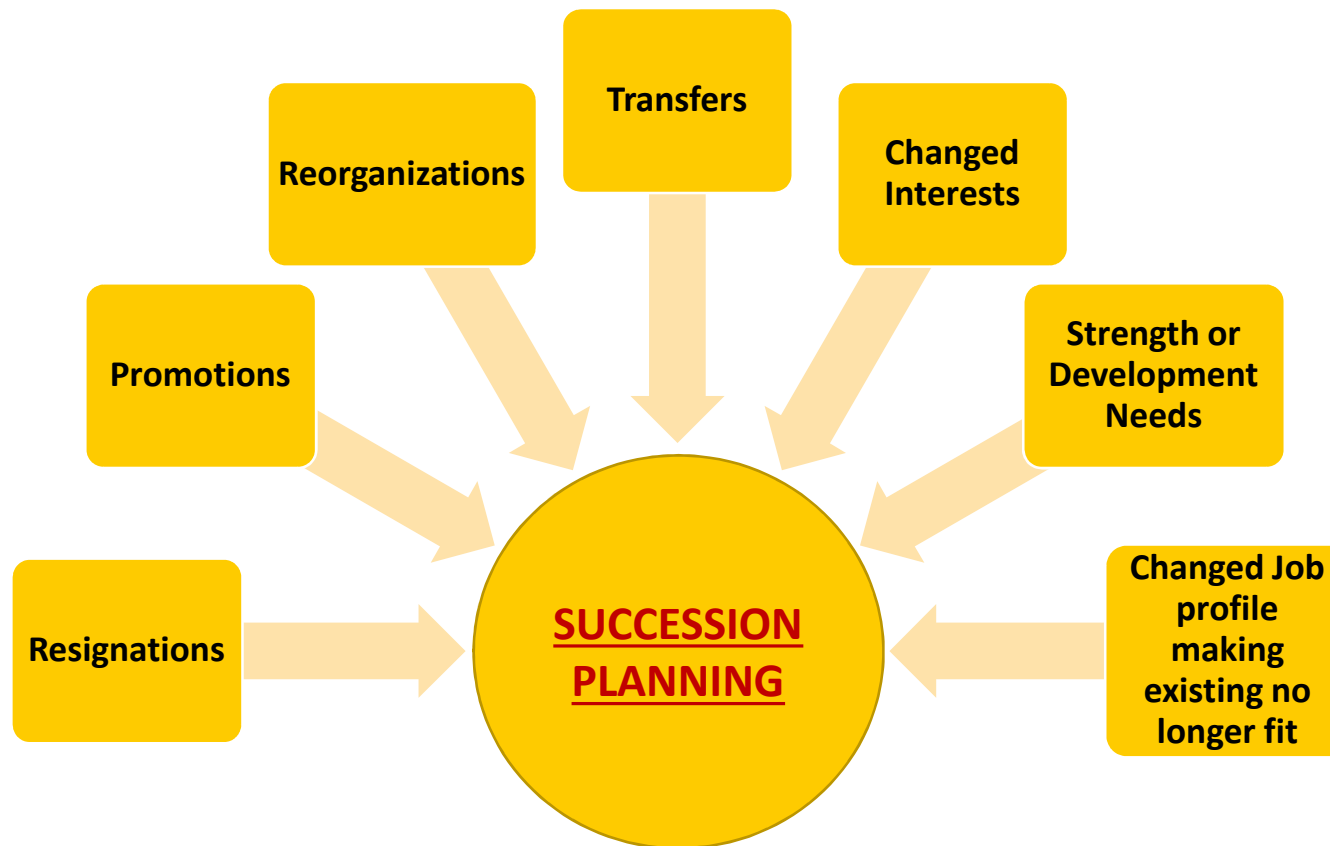 Transfers
Reorganizations
Changed
Interests
Promotions
Strength or
Development
Needs
Resignations
SUCCESSION
PLANNING
Changed Job
profile
making
existing no
longer fit